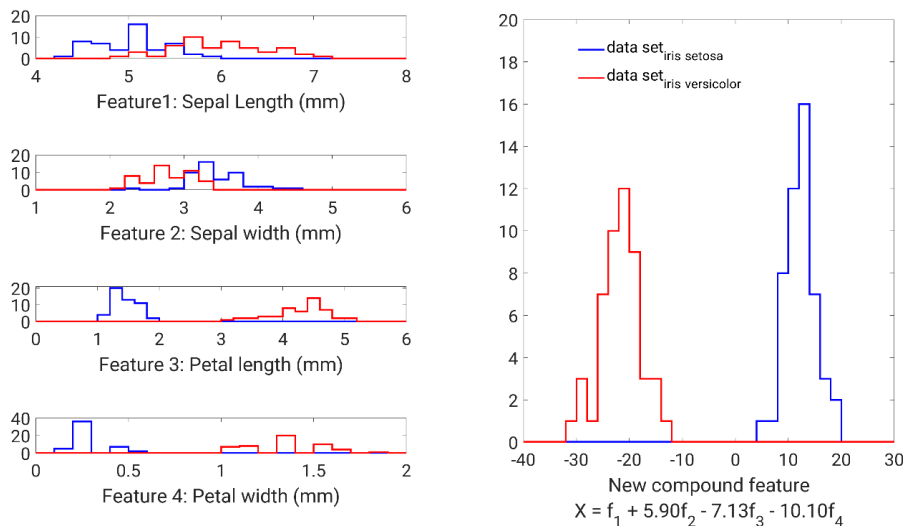 20
10
0
4 5 6 7 8
Feature1: Sepal Length (mm)
20
10
0
1 2 3 4 5 6
Feature 2: Sepal width (mm)
20
10
0
0 1 2 3 4 5 6
Feature 3: Petal length (mm)
40
20
0
0 0.5 1 1.5 2
Feature 4: Petal width (mm)
20
18
16
14
12
10
8
6
4
2
0
-40 -30 -20 -10 0 10 20 30
data set iris setosa
data set iris versicolor
New compound feature
X = f1 + 5.90f2 - 7.13f3 - 10.10f4